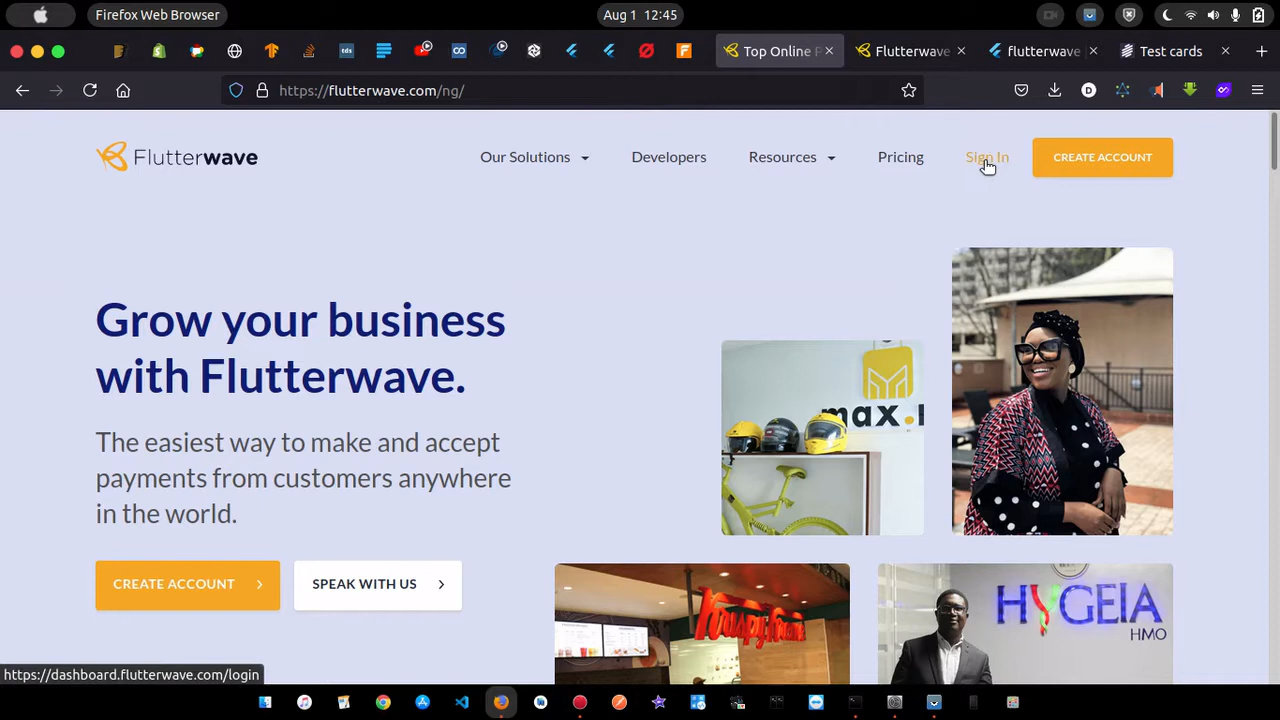 Firefox Web Browser
Aug 1 12:45
tds
Top Online P
Flutterwave
flutterwave
Test cards
https://flutterwave.com/ng/
D
Flutterwave
Our Solutions
Developers
Resources
Pricing
Sign In
CREATE ACCOUNT
Grow your business
with Flutterwave.
The easiest way to make and accept
payments from customers anywhere
in the world.
CREATE ACCOUNT
SPEAK WITH US
max.
Krispy Kreme
HYGEIA
HMO
https://dashboard.flutterwave.com/login